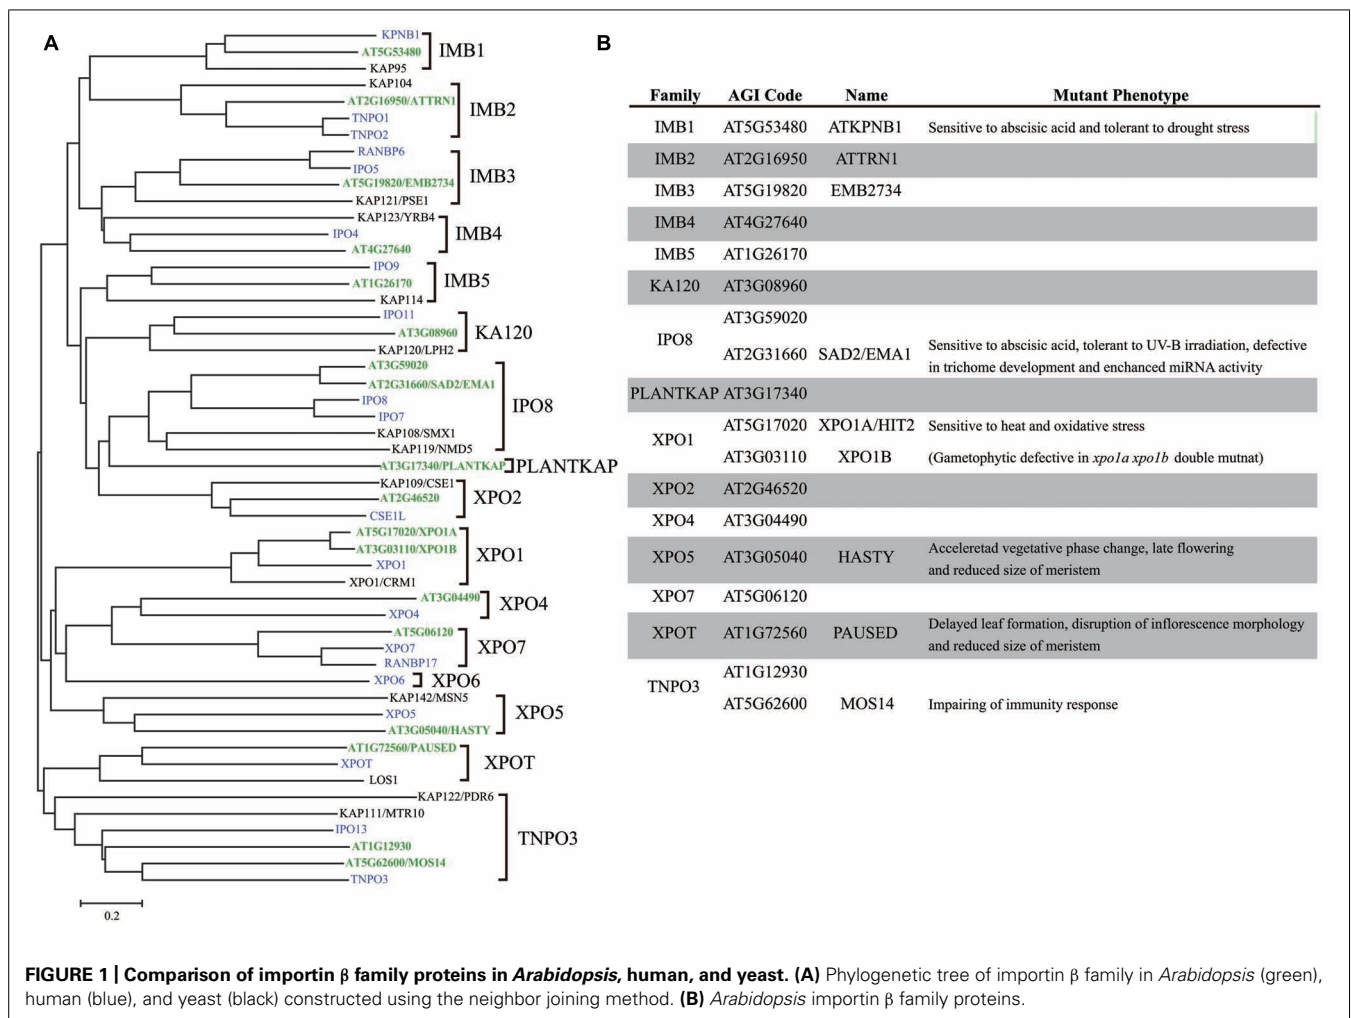 A
KPNB1
AT5G53480
IMB1
KAP95
KAP104
AT2G16950/ATTRN1
IMB2
TNPO1
TNPO2
RANBP6
IPO5
IMB3
AT5G19820/EMB2734
KAP121/PSE1
KAP123/YRB4
IPO4
IMB4
AT4G27640
IPO9
IMB5
AT1G26170
KAP114
IPO11
AT3G08960
KA120
KAP120/LPH2
AT3G59020
AT2G31660/SAD2/EMA1
IPO8
IPO8
IPO7
KAP108/SMX1
KAP119/NMD5
AT3G17340/PLANTKAP
PLANTKAP
KAP109/CSE1
AT2G46520
XPO2
CSE1L
AT5G17020/XPO1A
AT3G03110/XPO1B
XPO1
XPO1
XPO1/CRM1
AT3G04490
XPO4
XPO4
AT5G06120
XPO7
XPO7
RANBP17
XPO6
XPO6
KAP142/MSN5
XPO5
XPO5
AT3G05040/HASTY
AT1G72560/PAUSED
XPOT
XPOT
LOS1
KAP122/PDR6
KAP111/MTR10
IPO13
TNPO3
AT1G12930
AT5G62600/MOS14
TNPO3
0.2
B
Family AGI Code Name Mutant Phenotype
IMB1 AT5G53480 ATKPNB1 Sensitive to abscisic acid and tolerant to drought stress
IMB2 AT2G16950 ATTRN1
IMB3 AT5G19820 EMB2734
IMB4 AT4G27640
IMB5 AT1G26170
KA120 AT3G08960
AT3G59020
IPO8
AT2G31660 SAD2/EMA1 Sensitive to abscisic acid, tolerant to UV-B irradiation, defective
in trichome development and enchanced miRNA activity
PLANTKAP AT3G17340
XPO1 AT5G17020 XPO1A/HIT2 Sensitive to heat and oxidative stress
AT3G03110 XPO1B (Gametophytic defective in xpo1a xpo1b double mutnat)
XPO2 AT2G46520
XPO4 AT3G04490
XPO5 AT3G05040 HASTY Acceleretad vegetative phase change, late flowering
and reduced size of meristem
XPO7 AT5G06120
XPOT AT1G72560 PAUSED Delayed leaf formation, disruption of inflorescence morphology
and reduced size of meristem
AT1G12930
TNPO3
AT5G62600 MOS14 Impairing of immunity response
FIGURE 1 | Comparison of importin β family proteins in Arabidopsis, human, and yeast. (A) Phylogenetic tree of importin β family in Arabidopsis (green),
human (blue), and yeast (black) constructed using the neighbor joining method. (B) Arabidopsis importin β family proteins.